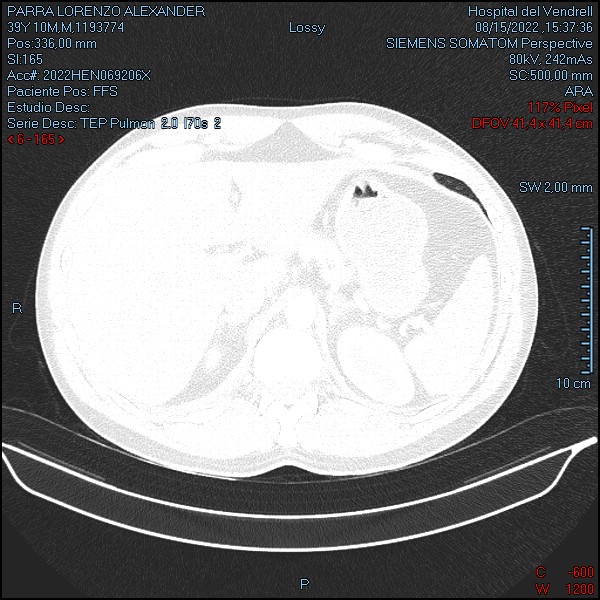 PARRA LORENZO ALEXANDER
39Y 10M,M,1193774
Pos:336,00 mm
SI:165
Acc#: 2022HEN069206X
Paciente Pos: FFS
Estudio Desc:
Serie Desc: TEP Pulmon 2.0 I70s 2
< 6 - 165 >
Lossy
Hospital del Vendrell
08/15/2022 ,15:37:36
SIEMENS SOMATOM Perspective
80kV, 242mAs
SC:500,00 mm
ARA
117% Pixel
DFOV 41,4 x 41,4 cm
SW 2,00 mm
R
10 cm
P
C -600
W 1200